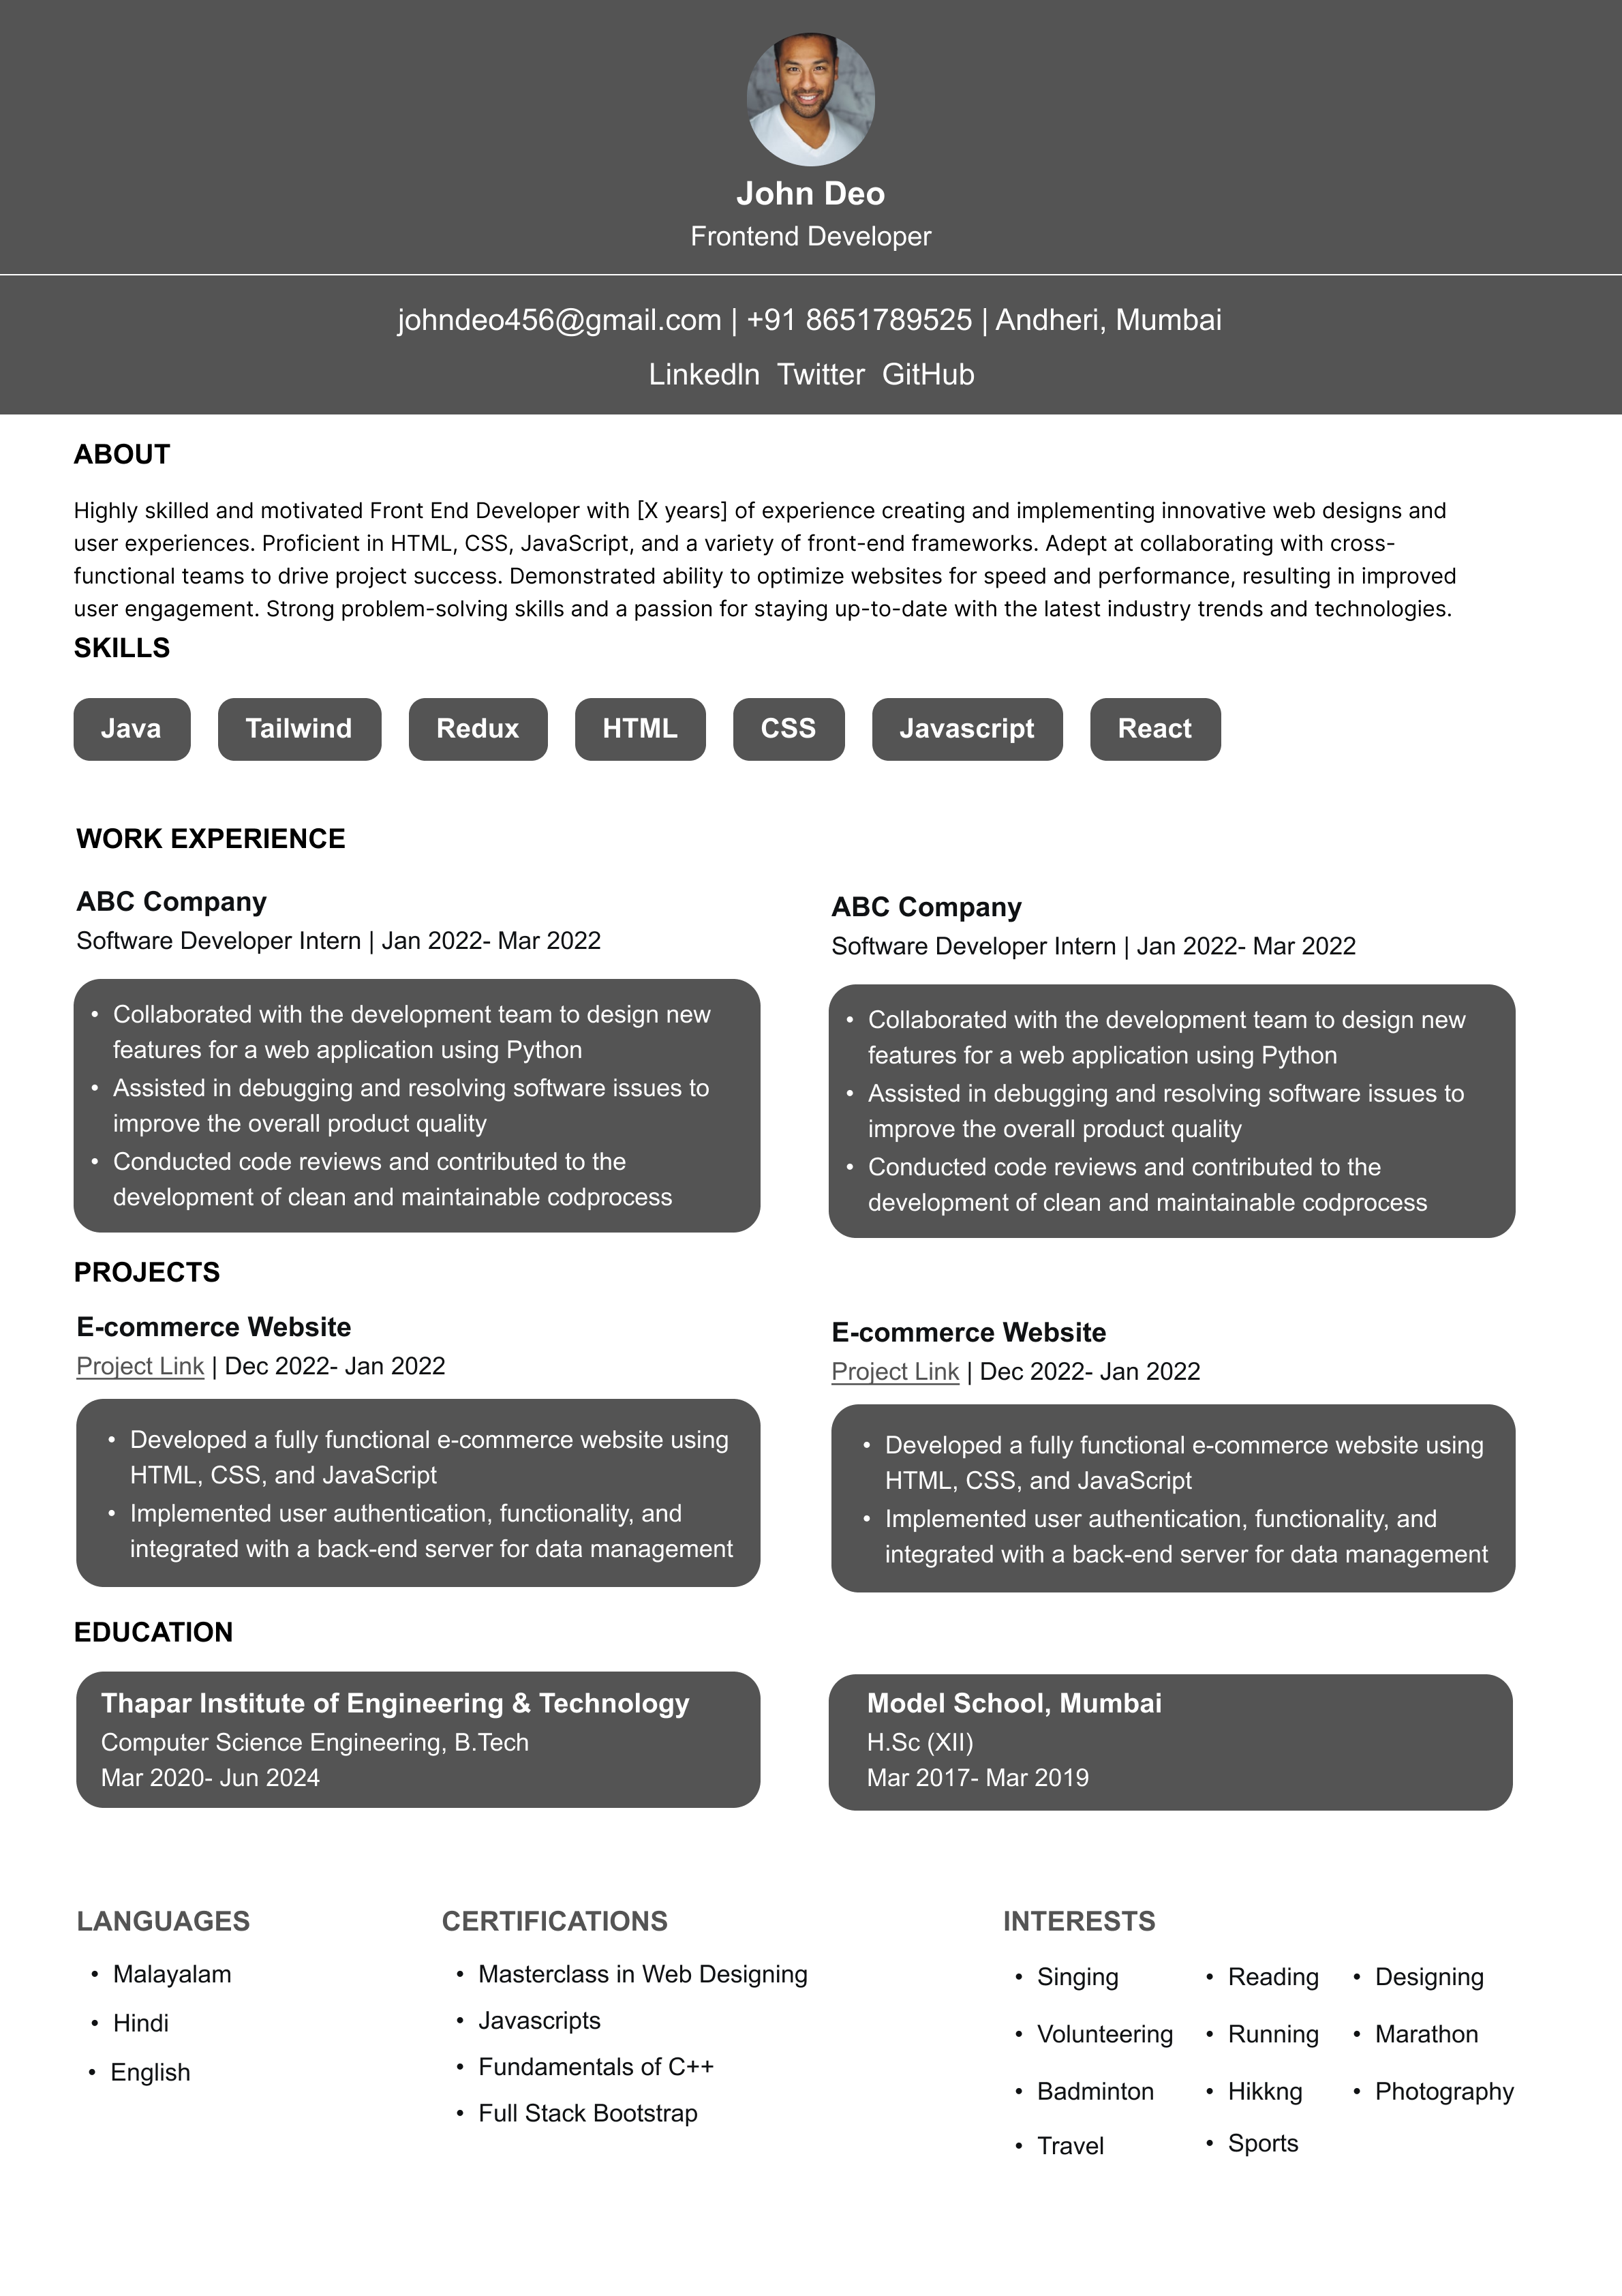 John Deo
Frontend Developer
johndeo456@gmail.com | +91 8651789525 | Andheri, Mumbai
LinkedIn  Twitter  GitHub
ABOUT
Highly skilled and motivated Front End Developer with [X years] of experience creating and implementing innovative web designs and
user experiences. Proficient in HTML, CSS, JavaScript, and a variety of front-end frameworks. Adept at collaborating with cross-
functional teams to drive project success. Demonstrated ability to optimize websites for speed and performance, resulting in improved
user engagement. Strong problem-solving skills and a passion for staying up-to-date with the latest industry trends and technologies.
SKILLS
Java Tailwind Redux HTML CSS Javascript React
WORK EXPERIENCE
ABC Company
Software Developer Intern | Jan 2022- Mar 2022
• Collaborated with the development team to design new
features for a web application using Python
• Assisted in debugging and resolving software issues to
improve the overall product quality
• Conducted code reviews and contributed to the
development of clean and maintainable codprocess
ABC Company
Software Developer Intern | Jan 2022- Mar 2022
• Collaborated with the development team to design new
features for a web application using Python
• Assisted in debugging and resolving software issues to
improve the overall product quality
• Conducted code reviews and contributed to the
development of clean and maintainable codprocess
PROJECTS
E-commerce Website
Project Link | Dec 2022- Jan 2022
• Developed a fully functional e-commerce website using
HTML, CSS, and JavaScript
• Implemented user authentication, functionality, and
integrated with a back-end server for data management
E-commerce Website
Project Link | Dec 2022- Jan 2022
• Developed a fully functional e-commerce website using
HTML, CSS, and JavaScript
• Implemented user authentication, functionality, and
integrated with a back-end server for data management
EDUCATION
Thapar Institute of Engineering & Technology
Computer Science Engineering, B.Tech
Mar 2020- Jun 2024
Model School, Mumbai
H.Sc (XII)
Mar 2017- Mar 2019
LANGUAGES
• Malayalam
• Hindi
• English
CERTIFICATIONS
• Masterclass in Web Designing
• Javascripts
• Fundamentals of C++
• Full Stack Bootstrap
INTERESTS
• Singing • Reading • Designing
• Volunteering • Running • Marathon
• Badminton • Hikkng • Photography
• Travel • Sports